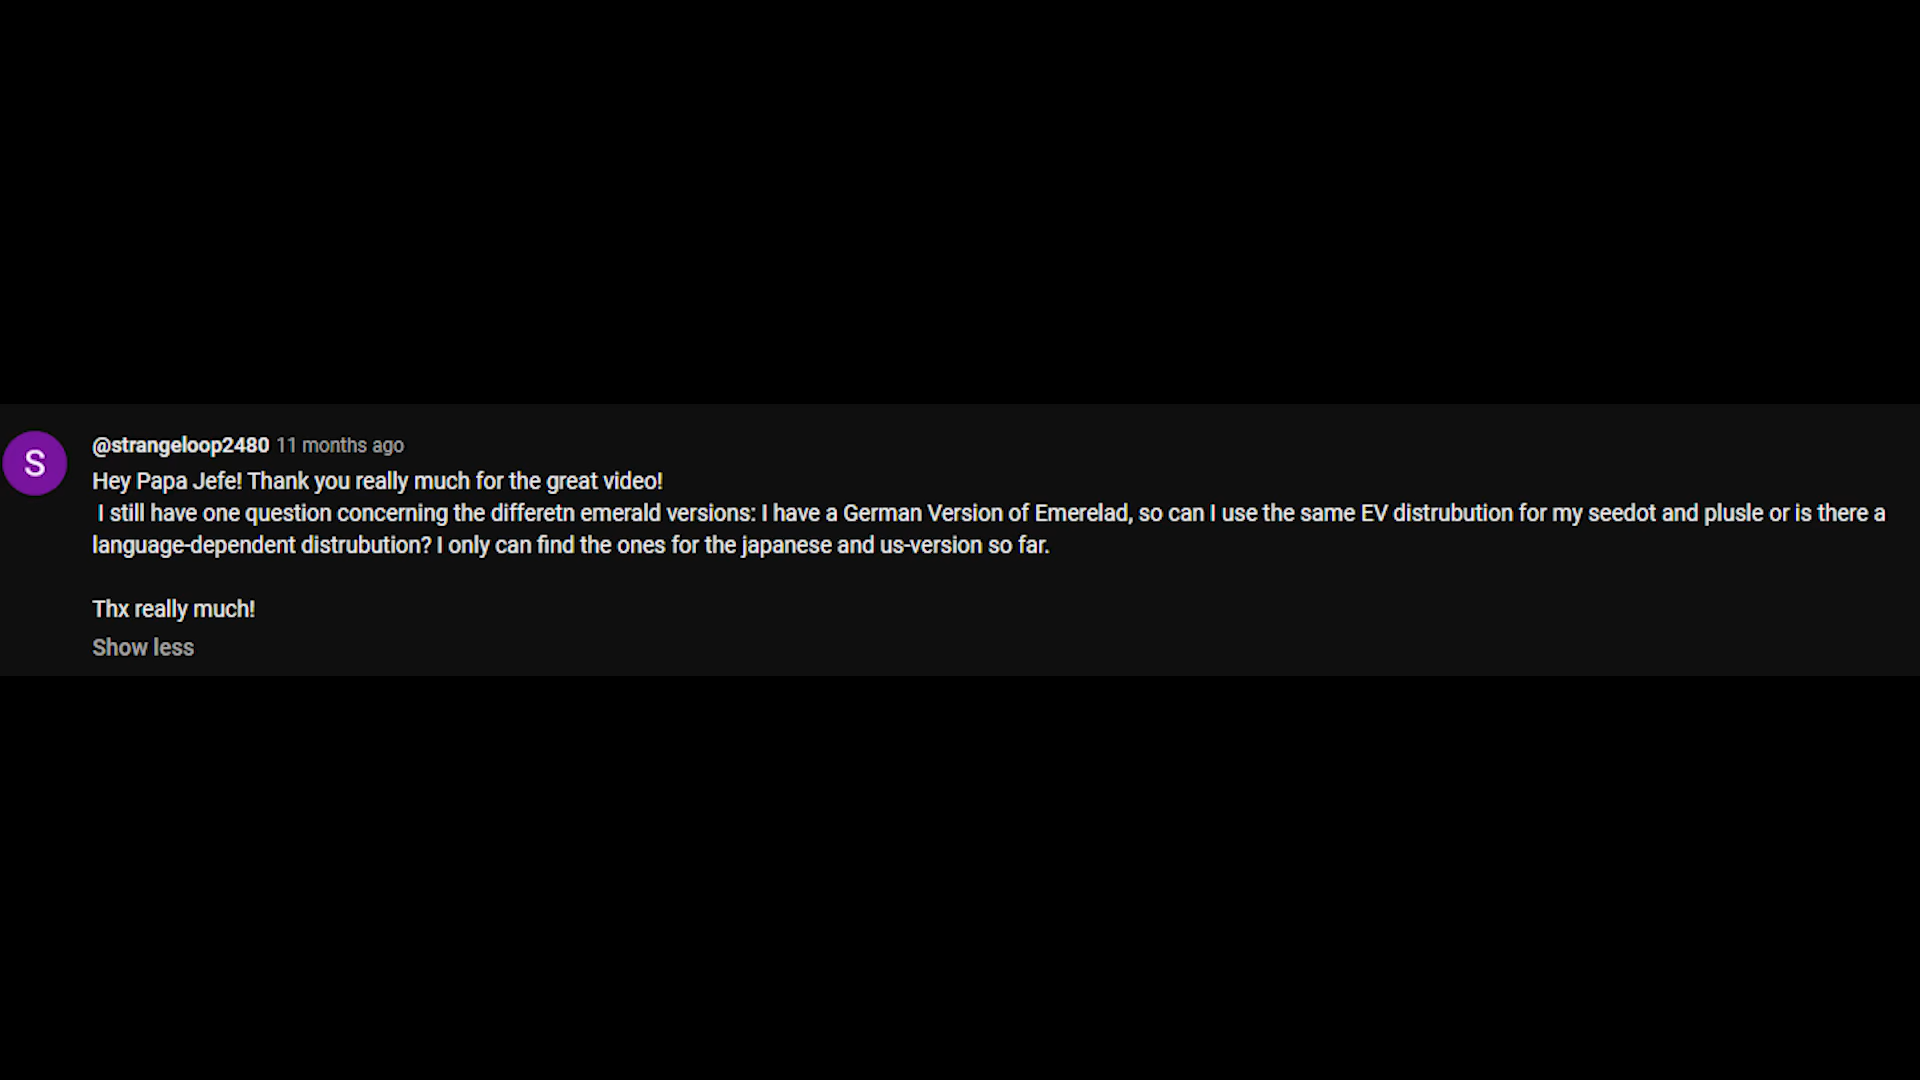 S
@strangeloop2480 11 months ago
Hey Papa Jefe! Thank you really much for the great video!
I still have one question concerning the differetn emerald versions: I have a German Version of Emerelad, so can I use the same EV distrubution for my seedot and plusle or is there a
language-dependent distrubution? I only can find the ones for the japanese and us-version so far.
Thx really much!
Show less